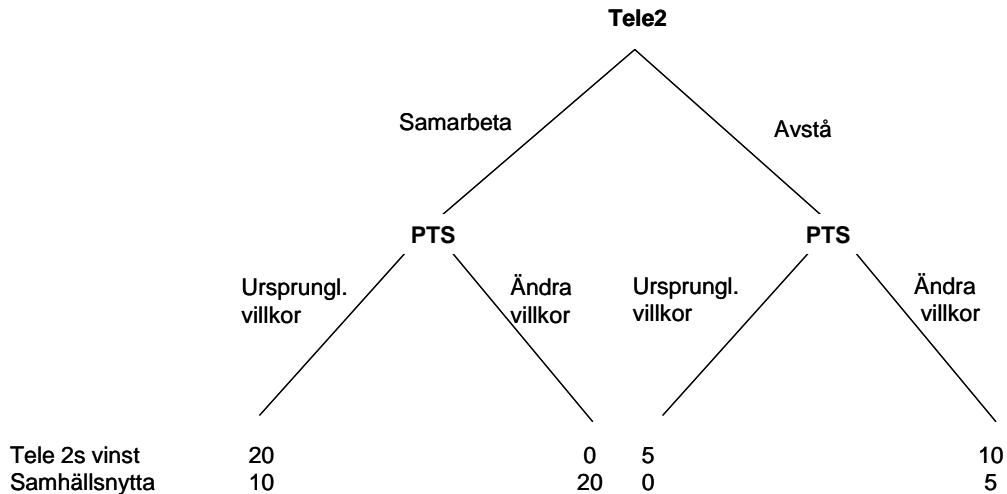 Tele2
Samarbeta
Avstå
PTS
PTS
Ursprungl.
villkor
Ändra
villkor
Ursprungl.
villkor
Ändra
villkor
Tele 2s vinst 20 0 5 10
Samhällsnytta 10 20 0 5